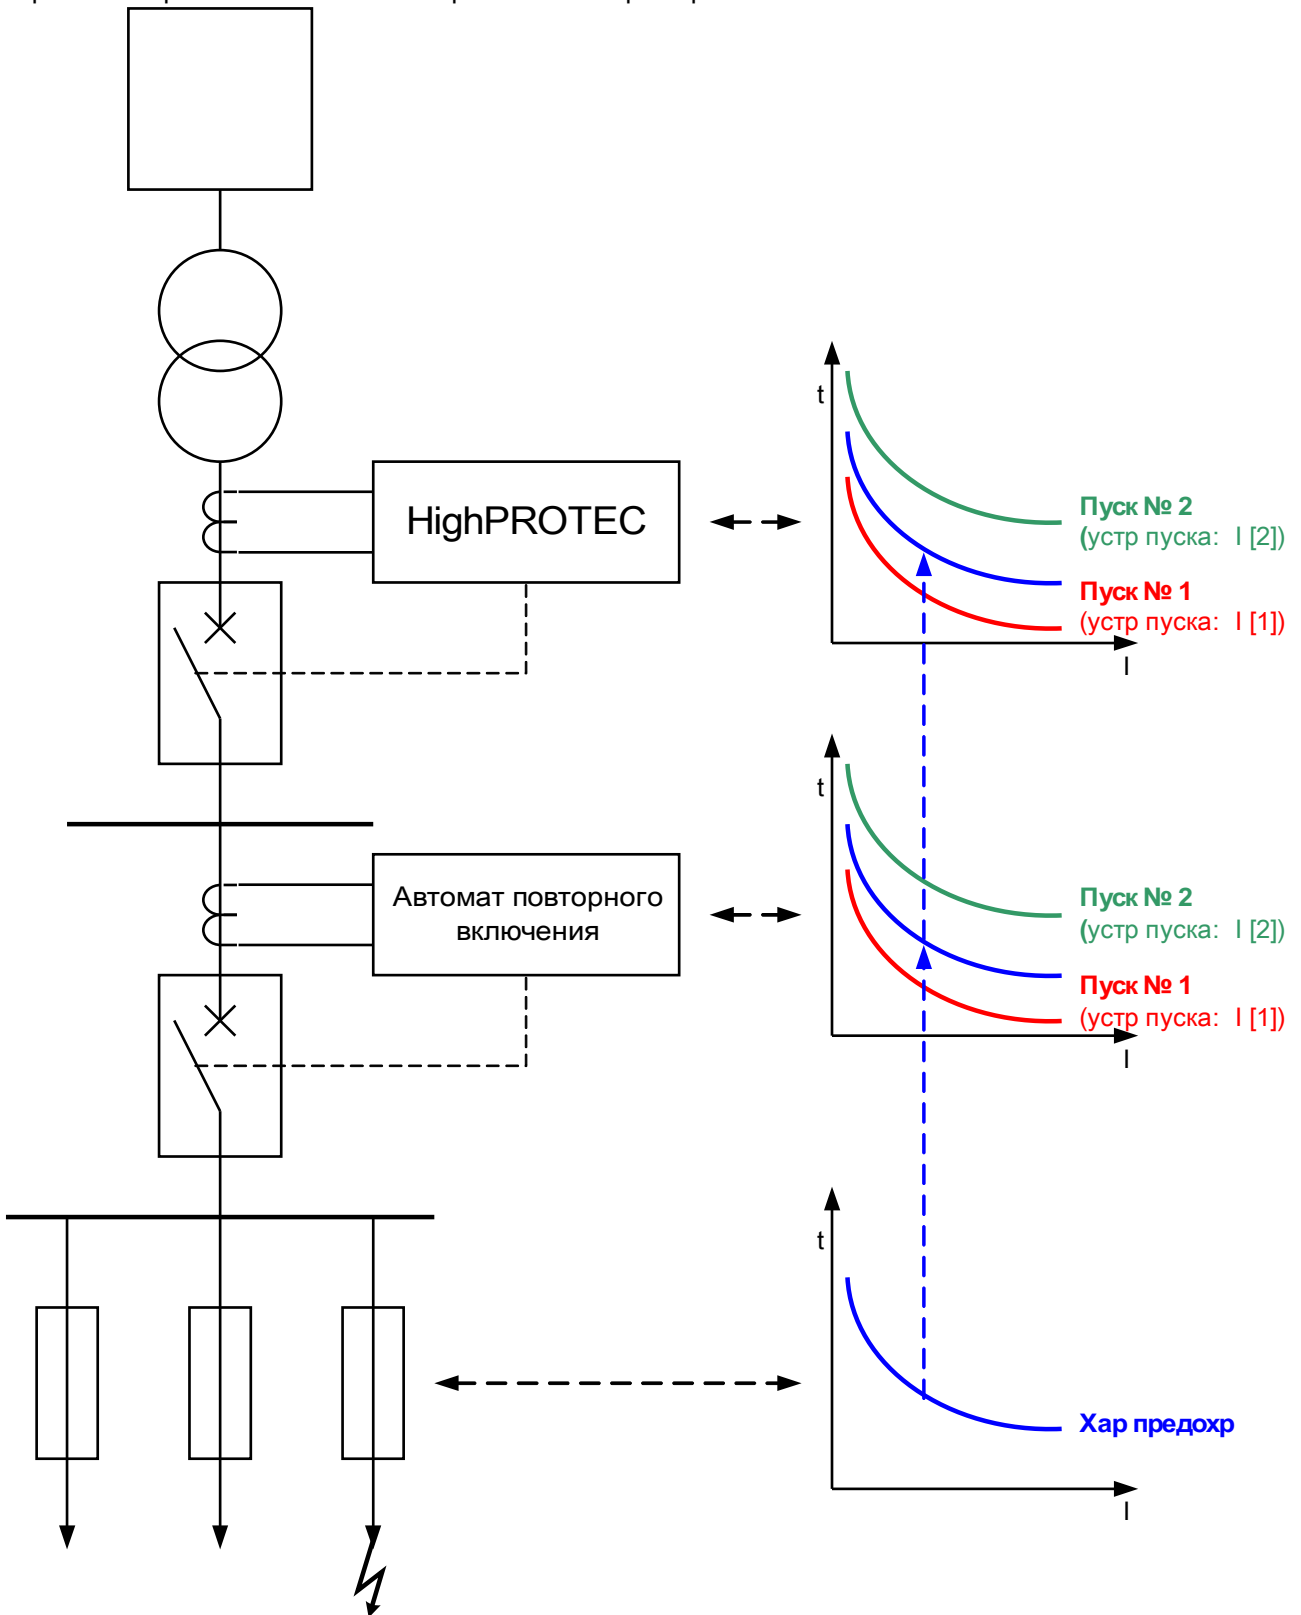 HighPROTEC
t
Пуск № 2
(устр пуска: I [2])
Пуск № 1
(устр пуска: I [1])
I
Автомат повторного
включения
t
Пуск № 2
(устр пуска: I [2])
Пуск № 1
(устр пуска: I [1])
I
t
Хар предохр
I